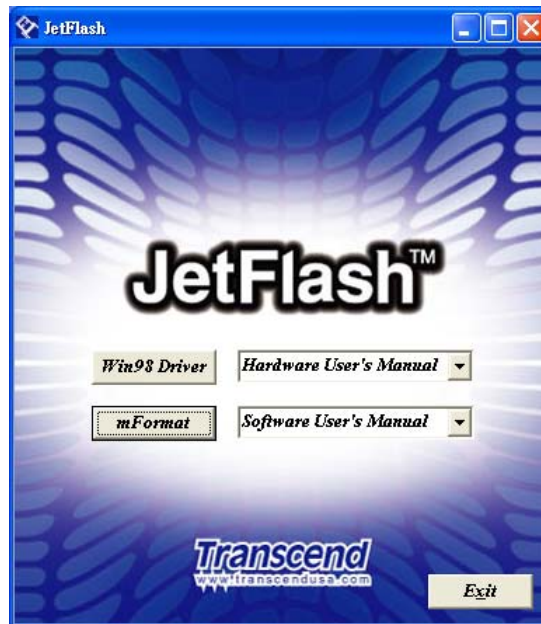 JetFlash
JetFlash™
Win98 Driver
Hardware User's Manual
mFormat
Software User's Manual
Transcend
www.transcendusa.com
Exit